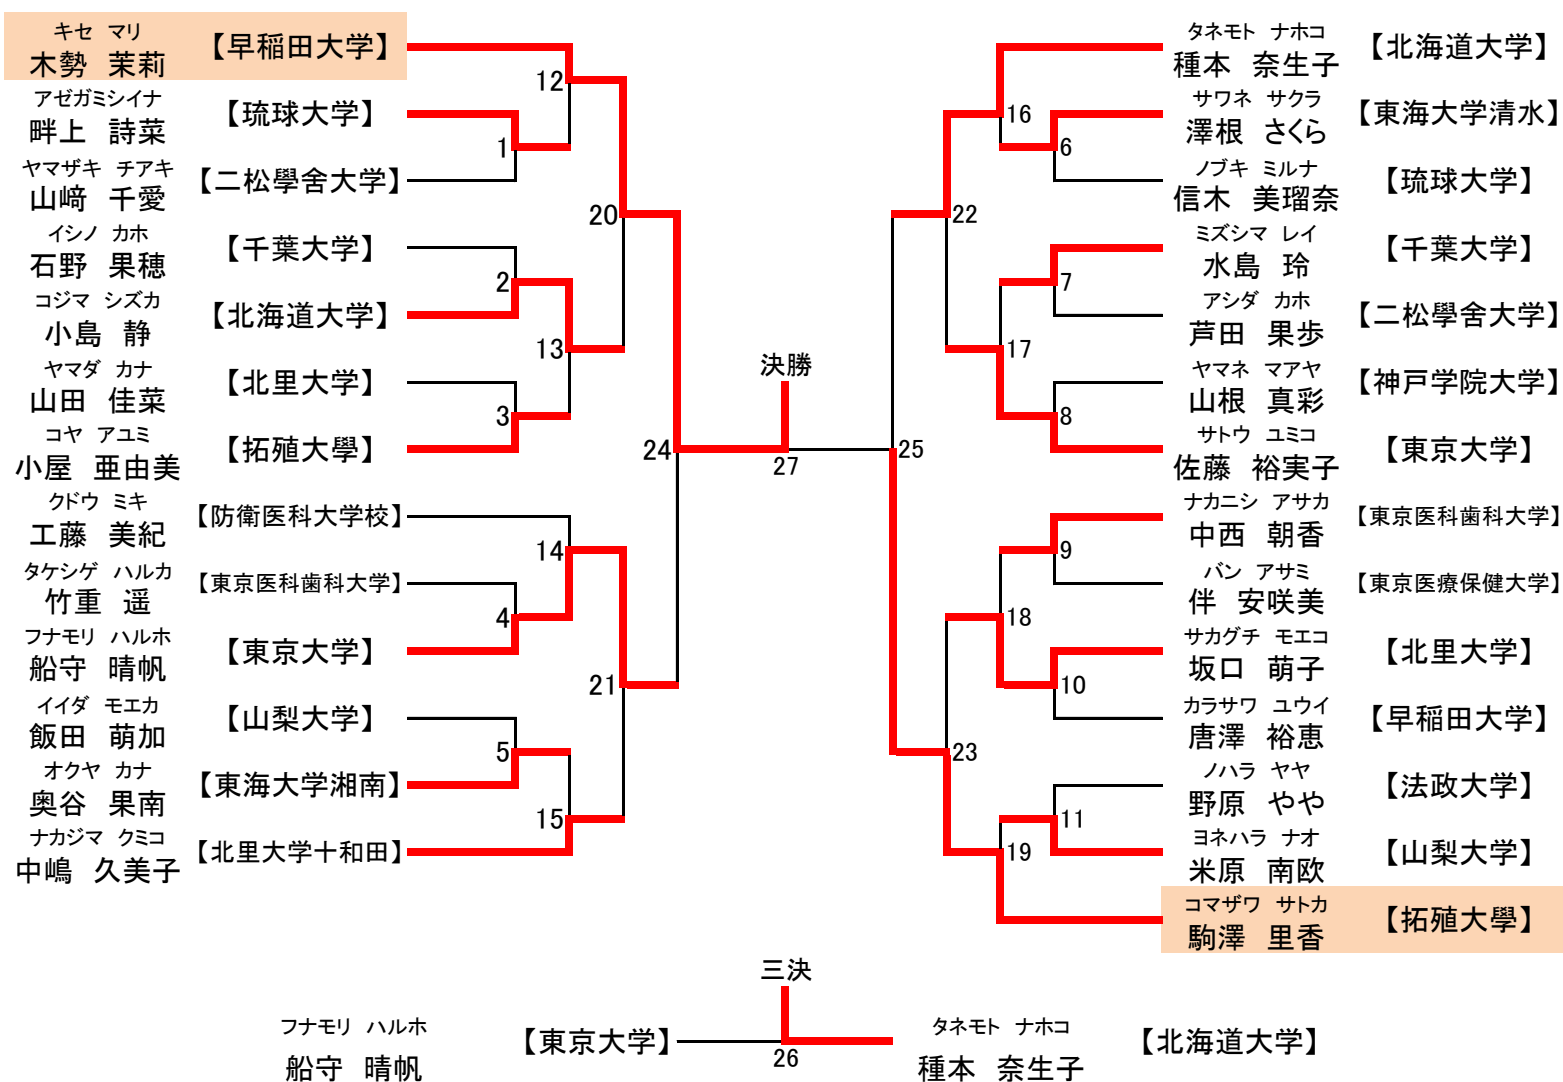 キセ マリ
木勢 茉莉 【早稲田大学】
アゼガミシイナ
畔上 詩菜 【琉球大学】
ヤマザキ チアキ
山﨑 千愛 【二松學舍大学】
イシノ カホ
石野 果穂 【千葉大学】
コジマ シズカ
小島 静 【北海道大学】
ヤマダ カナ
山田 佳菜 【北里大学】
コヤ アユミ
小屋 亜由美 【拓殖大學】
クドウ ミキ
工藤 美紀 【防衛医科大学校】
タケシゲ ハルカ
竹重 遥 【東京医科歯科大学】
フナモリ ハルホ
船守 晴帆 【東京大学】
イイダ モエカ
飯田 萌加 【山梨大学】
オクヤ カナ
奥谷 果南 【東海大学湘南】
ナカジマ クミコ
中嶋 久美子 【北里大学十和田】
12
1
20
2
13
3
24
14
4
21
5
15
決勝
27
25
16
6
22
7
17
8
9
18
10
23
11
19
タネモト ナホコ
種本 奈生子 【北海道大学】
サワネ サクラ
澤根 さくら 【東海大学清水】
ノブキ ミルナ
信木 美瑠奈 【琉球大学】
ミズシマ レイ
水島 玲 【千葉大学】
アシダ カホ
芦田 果歩 【二松學舍大学】
ヤマネ マアヤ
山根 真彩 【神戸学院大学】
サトウ ユミコ
佐藤 裕実子 【東京大学】
ナカニシ アサカ
中西 朝香 【東京医科歯科大学】
バン アサミ
伴 安咲美 【東京医療保健大学】
サカグチ モエコ
坂口 萌子 【北里大学】
カラサワ ユウイ
唐澤 裕恵 【早稲田大学】
ノハラ ヤヤ
野原 やや 【法政大学】
ヨネハラ ナオ
米原 南欧 【山梨大学】
コマザワ サトカ
駒澤 里香 【拓殖大學】
三決
フナモリ ハルホ
船守 晴帆 【東京大学】
26
タネモト ナホコ
種本 奈生子 【北海道大学】